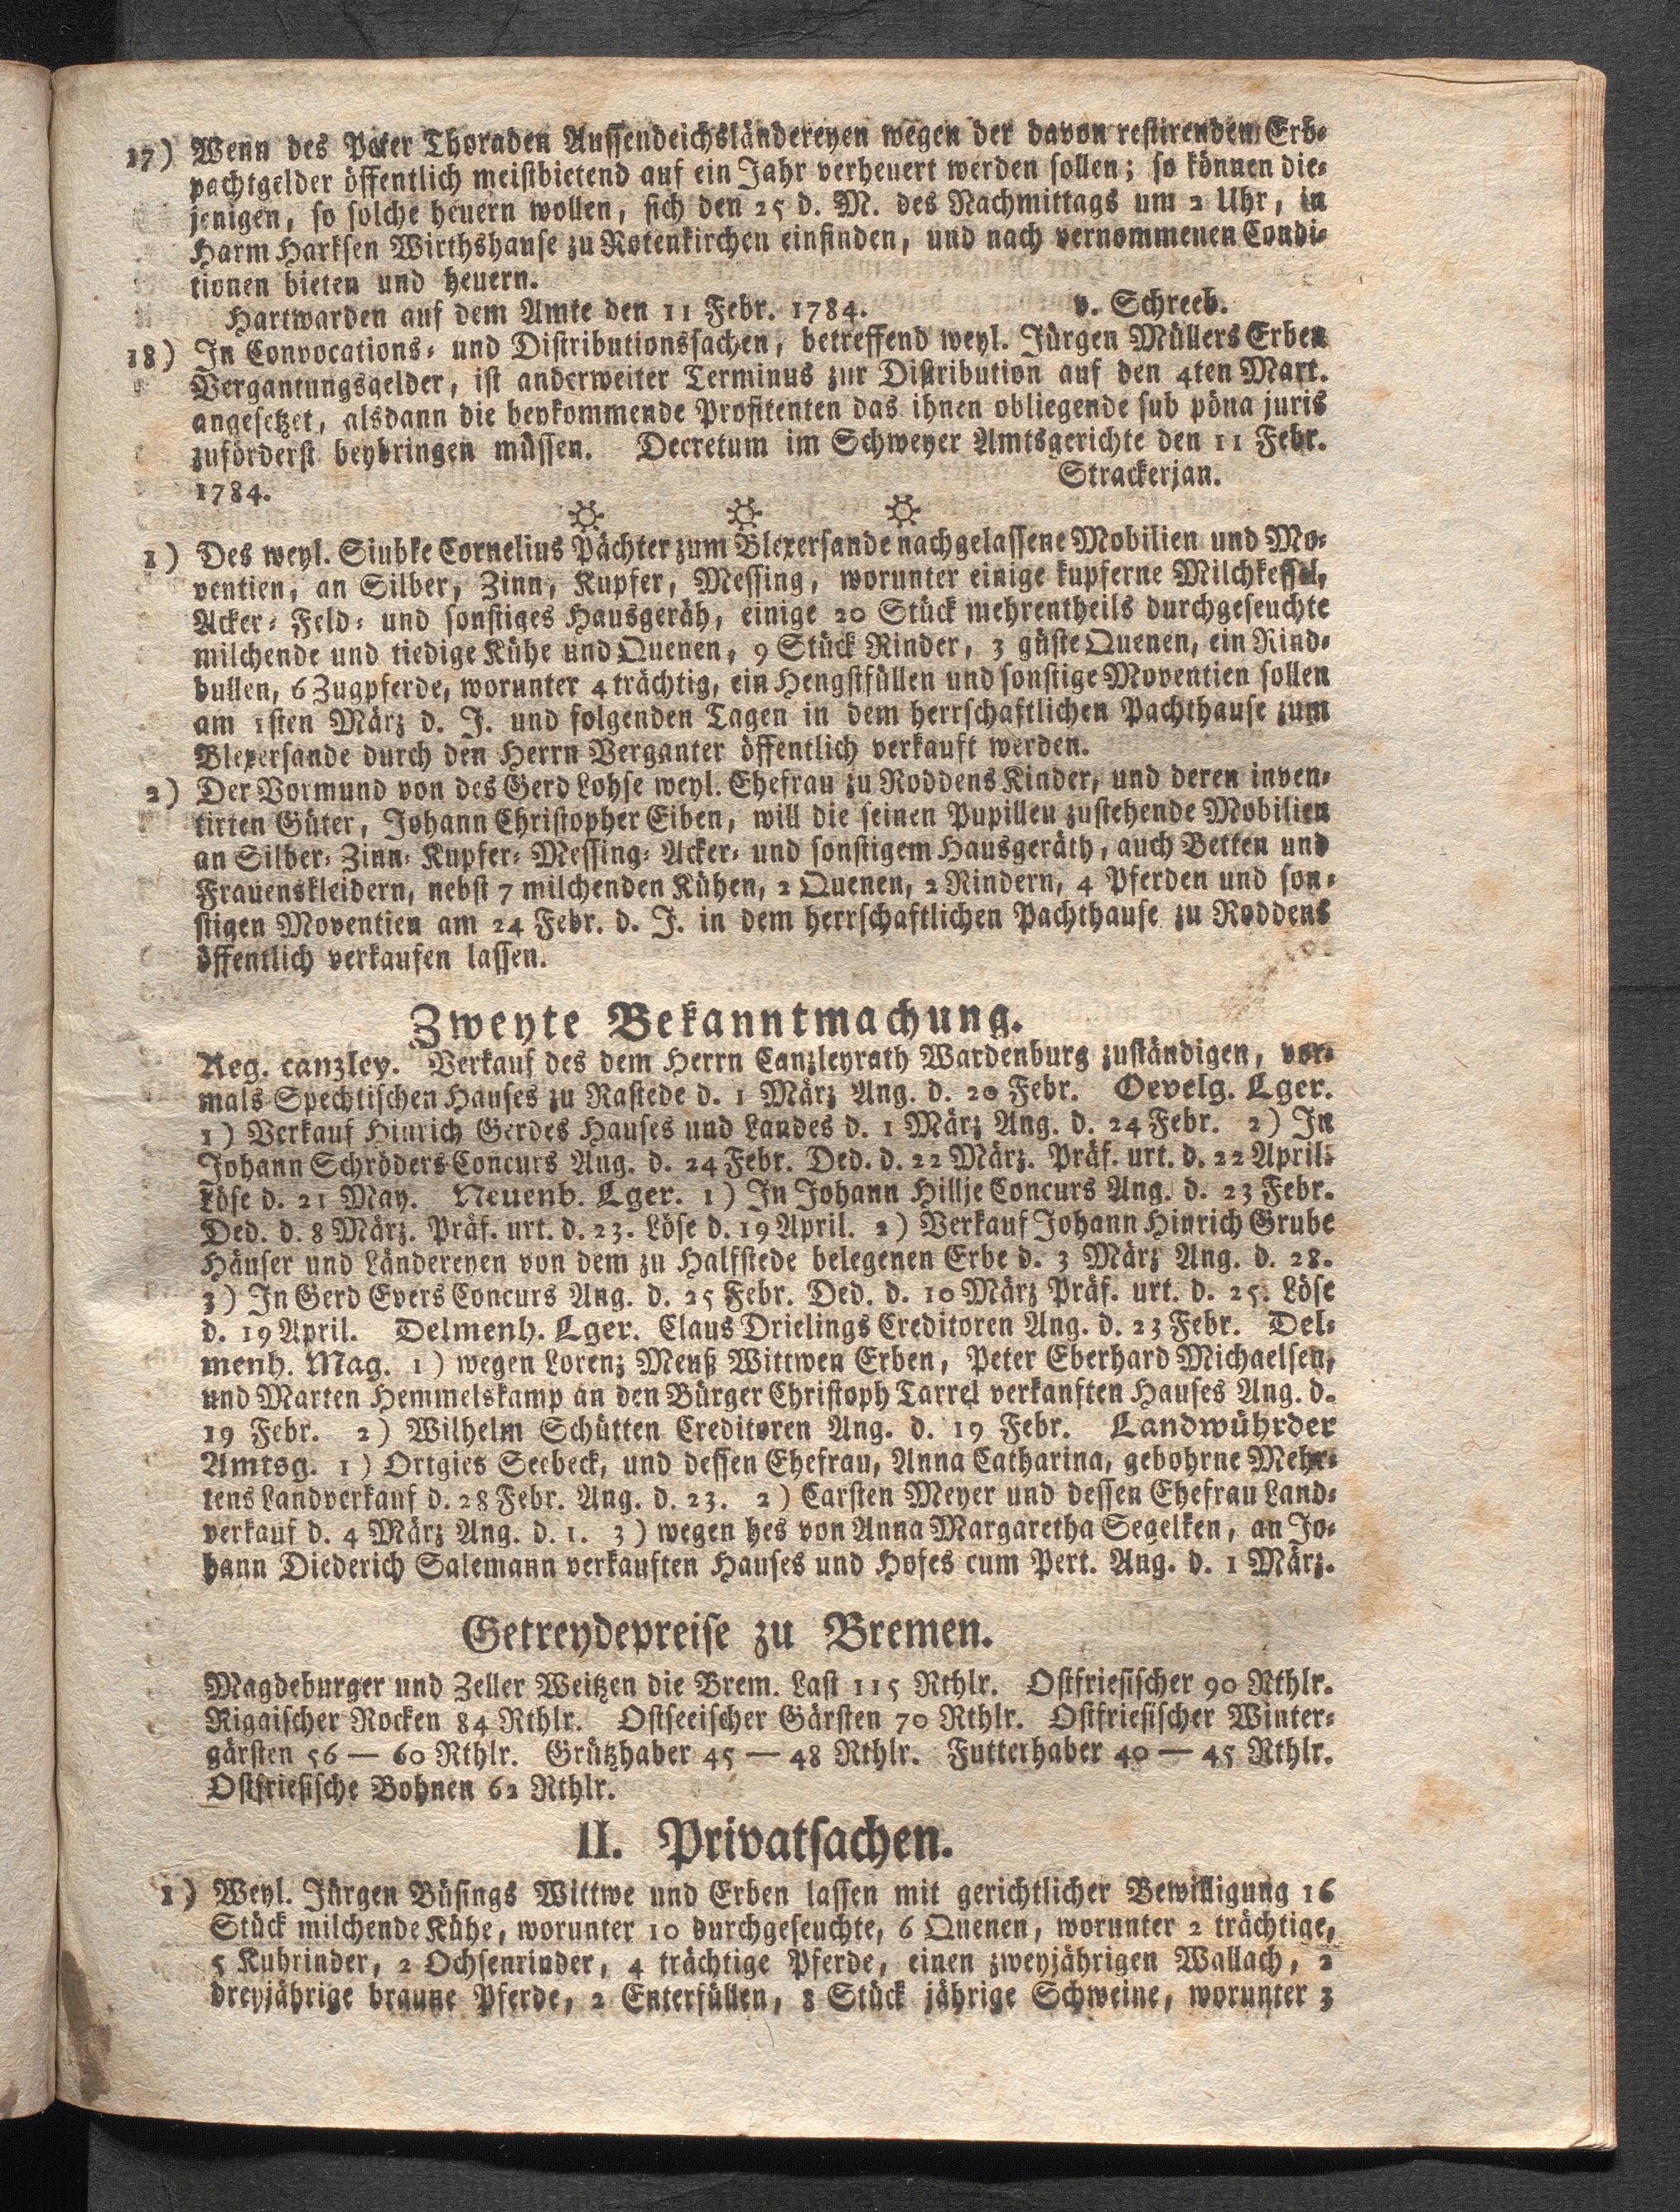 17) Wenn des Peter Thoraden Aussendeichsländereyen wegen der davon restirenden Erb-
pachtgelder öffentlich meistbietend auf ein Jahr verheuert werden sollen; so können die-
jenigen, so solche heuern wollen, sich den 25 d. M. des Nachmittags um 2 Uhr, in
Harm Harksen Wirthshause zu Rotenkirchen einfinden, und nach vernommenen Condi-
tionen bieten und heuern.
Hartwarden auf dem Amte den 11 Febr. 1784. v. Schreeb.
18) In Convocations- und Distributionssachen, betreffend weyl. Jürgen Müllers Erben
Vergantungsgelder, ist anderweiter Terminus zur Distribution auf den 4ten Mart.
angesetzet, alsdann die beykommende Profitenten das ihnen obliegende sub pöna juris
zuförderst beybringen müssen. Decretum im Schweyer Amtsgerichte den 11 Febr.
1784. Strackerjan.
1) Des weyl. Siubke Cornelius Pächter zum Blexersande nachgelassene Mobilien und Mo-
ventien, an Silber, Zinn, Kupfer, Messing, worunter einige kupferne Milchkessel,
Acker- Feld- und sonstiges Hausgeräh, einige 20 Stück mehrentheils durchgeseuchte
milchende und tiedige Kühe und Quenen, 9 Stück Rinder, 3 güste Quenen, ein Rind-
bullen, 6 Zugpferde, worunter 4 trächtig, ein Hengstfüllen und sonstige Moventien sollen
am 1sten März d. J. und folgenden Tagen in dem herrschaftlichen Pachthause zum
Blexersande durch den Herrn Verganter öffentlich verkauft werden.
2) Der Vormund von des Gerd Lohse weyl. Ehefrau zu Roddens Kinder, und deren inven-
tirten Güter, Johann Christopher Eiben, will die seinen Pupillen zustehende Mobilien
an Silber- Zinn- Kupfer- Messing- Acker- und sonstigem Hausgeräth, auch Betten und
Frauenskleidern, nebst 7 milchenden Kühen, 2 Quenen, 2 Rindern, 4 Pferden und son-
stigen Moventien am 24 Febr. d. J. in dem herrschaftlichen Pachthause zu Roddens
öffentlich verkaufen lassen.
Zweyte Bekanntmachung.
Reg. canzley. Verkauf des dem Herrn Canzleyrath Wardenburg zuständigen, vor-
mals Spechtischen Hauses zu Rastede d. 1 März Ang. d. 20 Febr. Oevelg. Lger.
1) Verkauf Hinrich Gerdes Hauses und Landes d. 1 März Ang. d. 24 Febr. 2) In
Johann Schröders Concurs Ang. d. 24 Febr. Ded. d. 22 März. Präf. urt. d. 22 April.
Löse d. 21 May. Neuenb. Lger. 1) In Johann Hillje Concurs Ang. d. 23 Febr.
Ded. d. 8 März. Präf. urt. d. 23. Löse d. 19 April. 2) Verkauf Johann Hinrich Grube
Häuser und Ländereyen von dem zu Halfstede belegenen Erbe d. 3 März Ang. d. 28.
3) In Gerd Evers Concurs Ang. d. 25 Febr. Ded. d. 10 März Präf. urt. d. 25. Löse
d. 19 April. Delmenh. Lger. Claus Drielings Creditoren Ang. d. 23 Febr. Del-
menh. Mag. 1) wegen Lorenz Meuß Wittwen Erben, Peter Eberhard Michaelsen,
und Marten Hemmelskamp an den Bürger Christoph Tarrel verkauften Hauses Ang. d.
19 Febr. 2) Wilhelm Schütten Creditoren Ang. d. 19 Febr. Landwührder
Amtsg. 1) Ortgies Seebeck, und dessen Ehefrau, Anna Catharina, gebohrne Mehr-
tens Landverkauf d. 28 Febr. Ang. d. 23. 2) Carsten Meyer und dessen Ehefrau Land-
verkauf d. 4 März Ang. d. 1. 3) wegen hes von Anna Margaretha Segelken, an Jo-
hann Diederich Salemann verkauften Hauses und Hofes cum Pert. Ang. d. 1 März.
Getreydepreise zu Bremen.
Magdeburger und Zeller Weitzen die Brem. Last 115 Rthlr. Ostfriesischer 90 Rthlr.
Rigaischer Rocken 84 Rthlr. Ostseeischer Gärsten 70 Rthlr. Ostfriesischer Winter-
gärsten 56 — 60 Rthlr. Grützhaber 45 — 48 Rthlr. Futterhaber 40 — 45 Rthlr.
Ostfriesische Bohnen 62 Rthlr.
II. Privatsachen.
1) Weyl. Jürgen Büsings Wittwe und Erben lassen mit gerichtlicher Bewilligung 16
Stück milchende Kühe, worunter 10 durchgeseuchte, 6 Quenen, worunter 2 trächtige,
5 Kuhrinder, 2 Ochsenrinder, 4 trächtige Pferde, einen zweyjährigen Wallach, 2
dreyjährige braune Pferde, 2 Enterfüllen, 8 Stück jährige Schweine, worunter 3